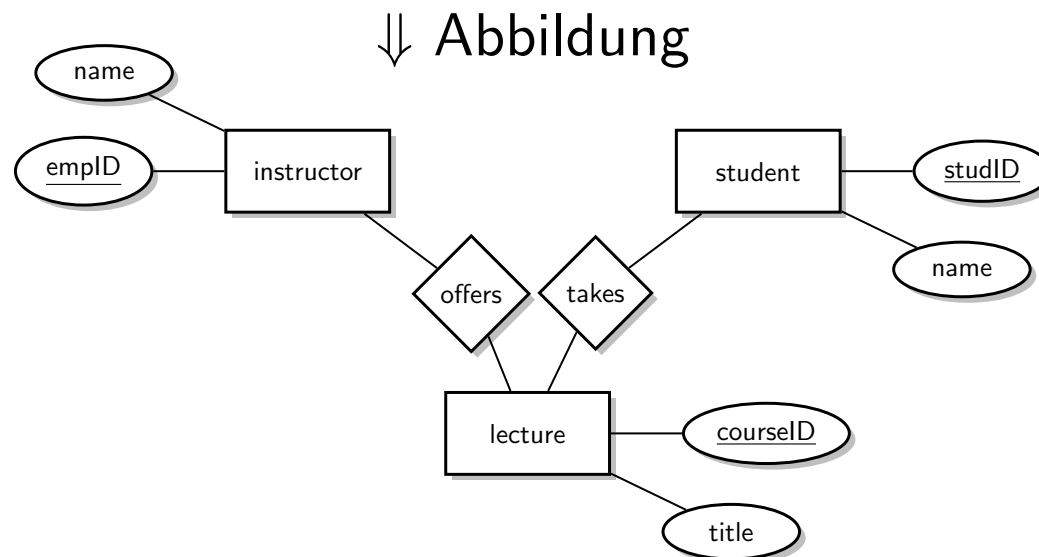 ⇓ Abbildung
name
empID
instructor
student
studID
name
offers
takes
lecture
courseID
title